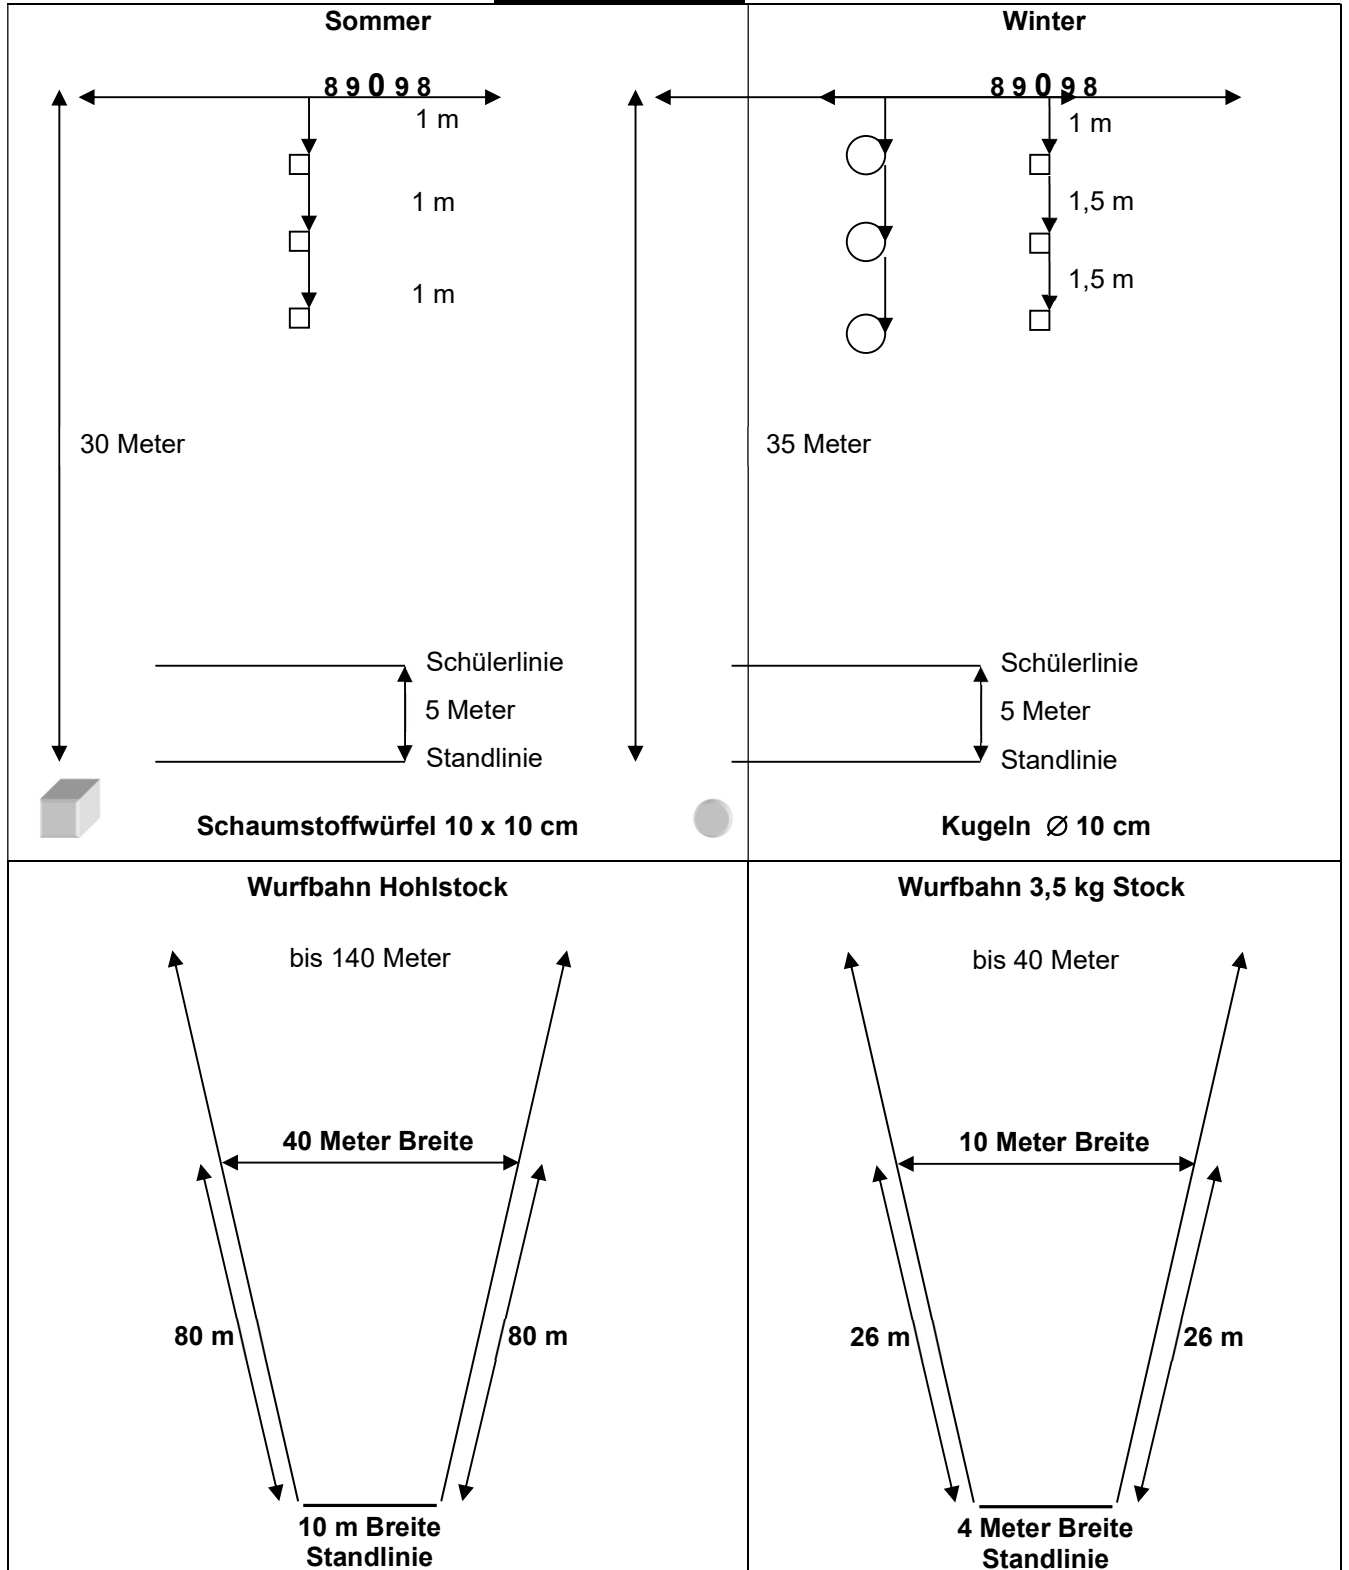 Sommer
8 9 0 9 8
1 m
1 m
1 m
30 Meter
Schülerlinie
5 Meter
Standlinie
Schaumstoffwürfel 10 x 10 cm
Winter
8 9 0 9 8
1 m
1,5 m
1,5 m
35 Meter
Schülerlinie
5 Meter
Standlinie
Kugeln ∅ 10 cm
Wurfbahn Hohlstock
bis 140 Meter
40 Meter Breite
80 m
80 m
10 m Breite
Standlinie
Wurfbahn 3,5 kg Stock
bis 40 Meter
10 Meter Breite
26 m
26 m
4 Meter Breite
Standlinie